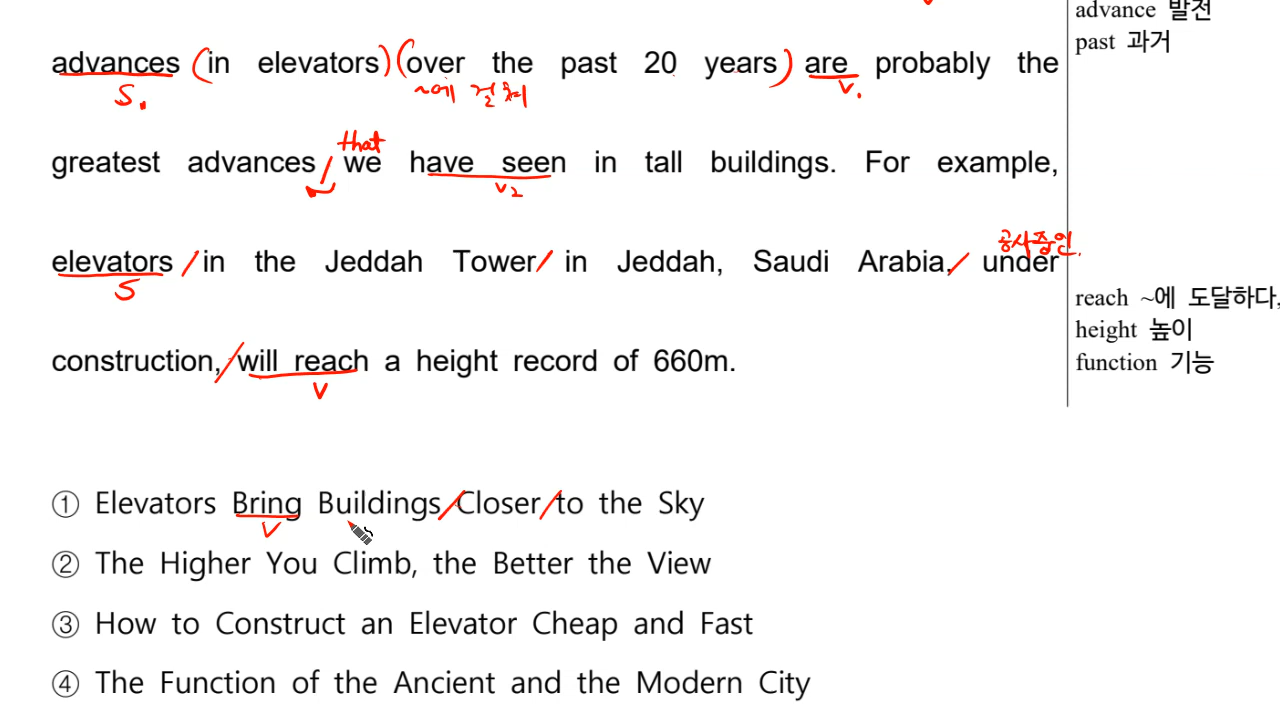 advance 발전
past 과거
advances (in elevators) (over the past 20 years) are probably the
S. ~에 걸쳐 V.
that
greatest advances / we have seen in tall buildings. For example,
V2
공사중인.
elevators / in the Jeddah Tower / in Jeddah, Saudi Arabia, / under
S
reach ~에 도달하다,
height 높이
construction, / will reach a height record of 660m.
function 기능
V
① Elevators Bring Buildings / Closer / to the Sky
V
② The Higher You Climb, the Better the View
③ How to Construct an Elevator Cheap and Fast
④ The Function of the Ancient and the Modern City